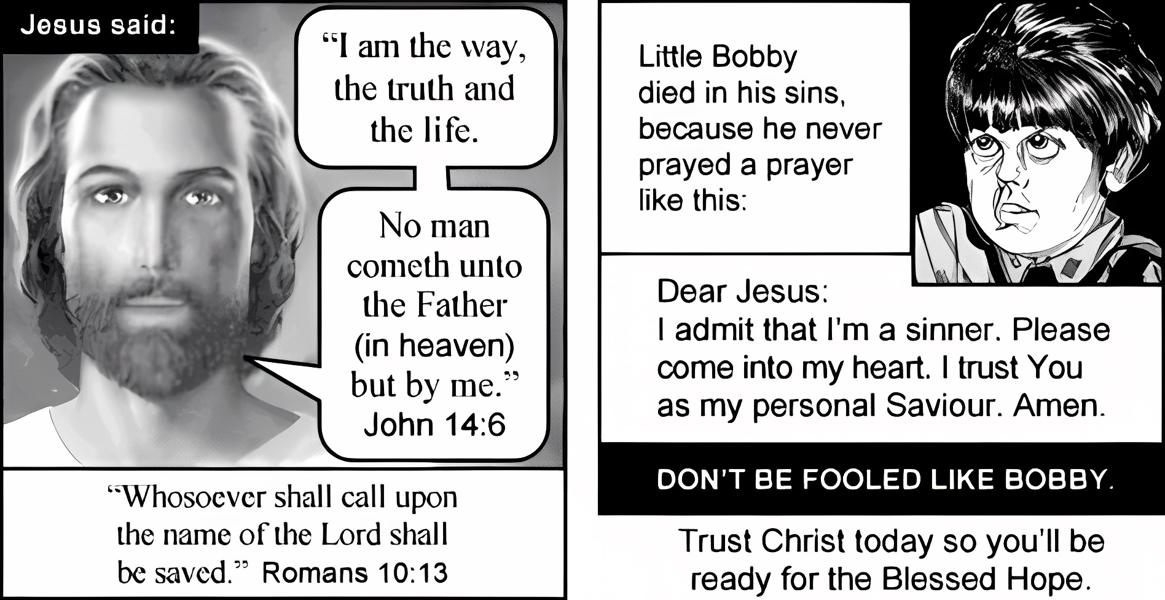 Jesus said:
“I am the way,
the truth and
the life.
No man
cometh unto
the Father
(in heaven)
but by me.”
John 14:6
“Whosoever shall call upon
the name of the Lord shall
be saved.” Romans 10:13
Little Bobby
died in his sins,
because he never
prayed a prayer
like this:
Dear Jesus:
I admit that I'm a sinner. Please
come into my heart. I trust You
as my personal Saviour. Amen.
DON'T BE FOOLED LIKE BOBBY.
Trust Christ today so you'll be
ready for the Blessed Hope.